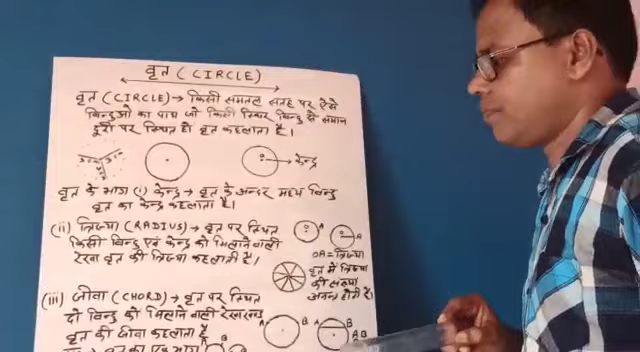 वृत (CIRCLE)
वृत (CIRCLE) → किसी समतल सतह पर ऐसे
बिन्दुओ का पाथ जो किसी स्थिर बिन्दु से समान
दुरी पर स्थित हो वृत कहलाता है।
केन्द्र
वृत के भाग (i) केन्द्र → वृत के अन्दर मध्य बिन्दु
वृत का केन्द्र कहलाता है।
(ii) त्रिज्या (RADIUS) → वृत पर स्थित
किसी बिन्दु एवं केन्द्र को मिलाने वाली
रेखा वृत की त्रिज्या कहलाती है।
A
A
OA = त्रिज्या
वृत में त्रिज्या
की संख्या
अनन्त होती है।
(iii) जीवा (CHORD) → वृत पर स्थित
दो बिन्दु को मिलाने वाली रेखाखण्ड
वृत की जीवा कहलाता है
A B
A B
AB
B